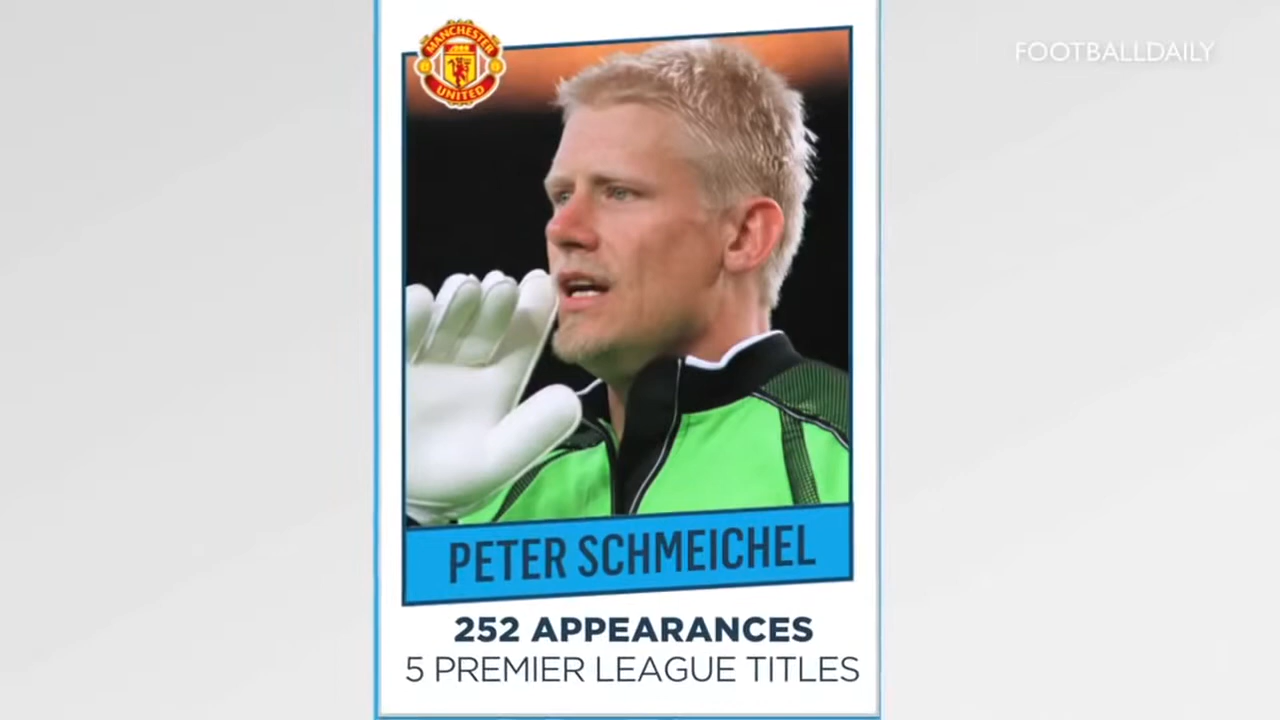 MANCHESTER
UNITED
FOOTBALLDAILY
PETER SCHMEICHEL
252 APPEARANCES
5 PREMIER LEAGUE TITLES